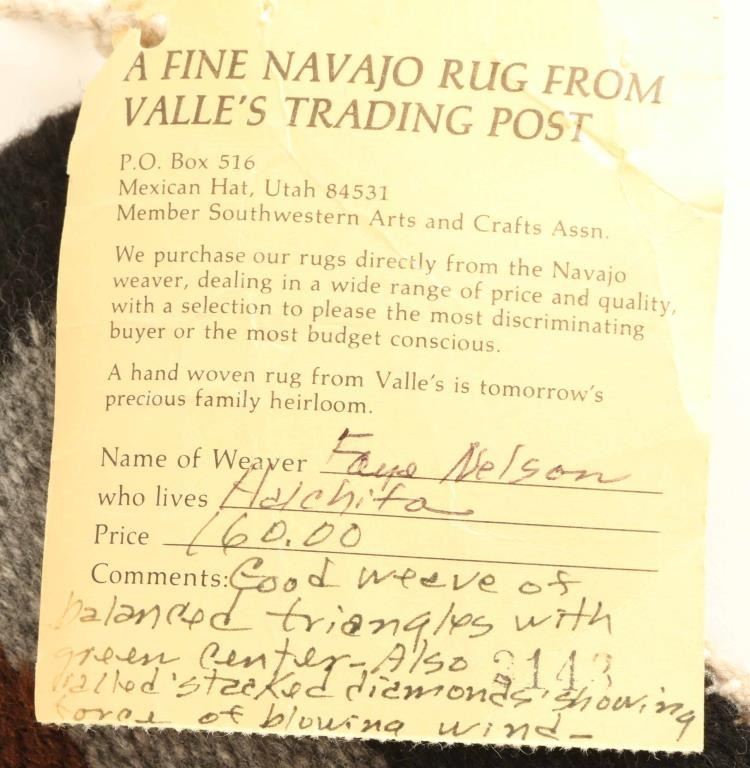 A FINE NAVAJO RUG FROM
VALLE'S TRADING POST
P.O. Box 516
Mexican Hat, Utah 84531
Member Southwestern Arts and Crafts Assn.
We purchase our rugs directly from the Navajo
weaver, dealing in a wide range of price and quality,
with a selection to please the most discriminating
buyer or the most budget conscious.
A hand woven rug from Valle's is tomorrow's
precious family heirloom.
Name of Weaver Faye Nelson
who lives Halchita
Price 160.00
Comments: Good weave of
balanced triangles with
green center - Also 2143
called 'stacked diamonds' showing
force of blowing wind -